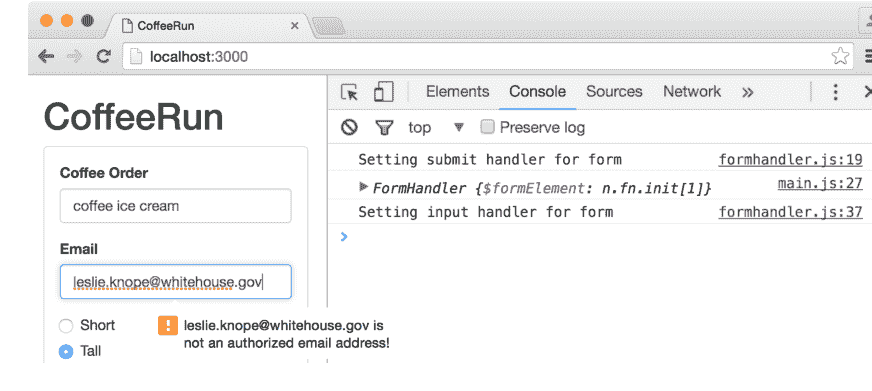 CoffeeRun
localhost:3000
Elements Console Sources Network »
top Preserve log
CoffeeRun
Coffee Order
coffee ice cream
Email
leslie.knope@whitehouse.gov
Short
Tall
! leslie.knope@whitehouse.gov is
not an authorized email address!
Setting submit handler for form formhandler.js:19
FormHandler {$formElement: n.fn.init[1]} main.js:27
Setting input handler for form formhandler.js:37